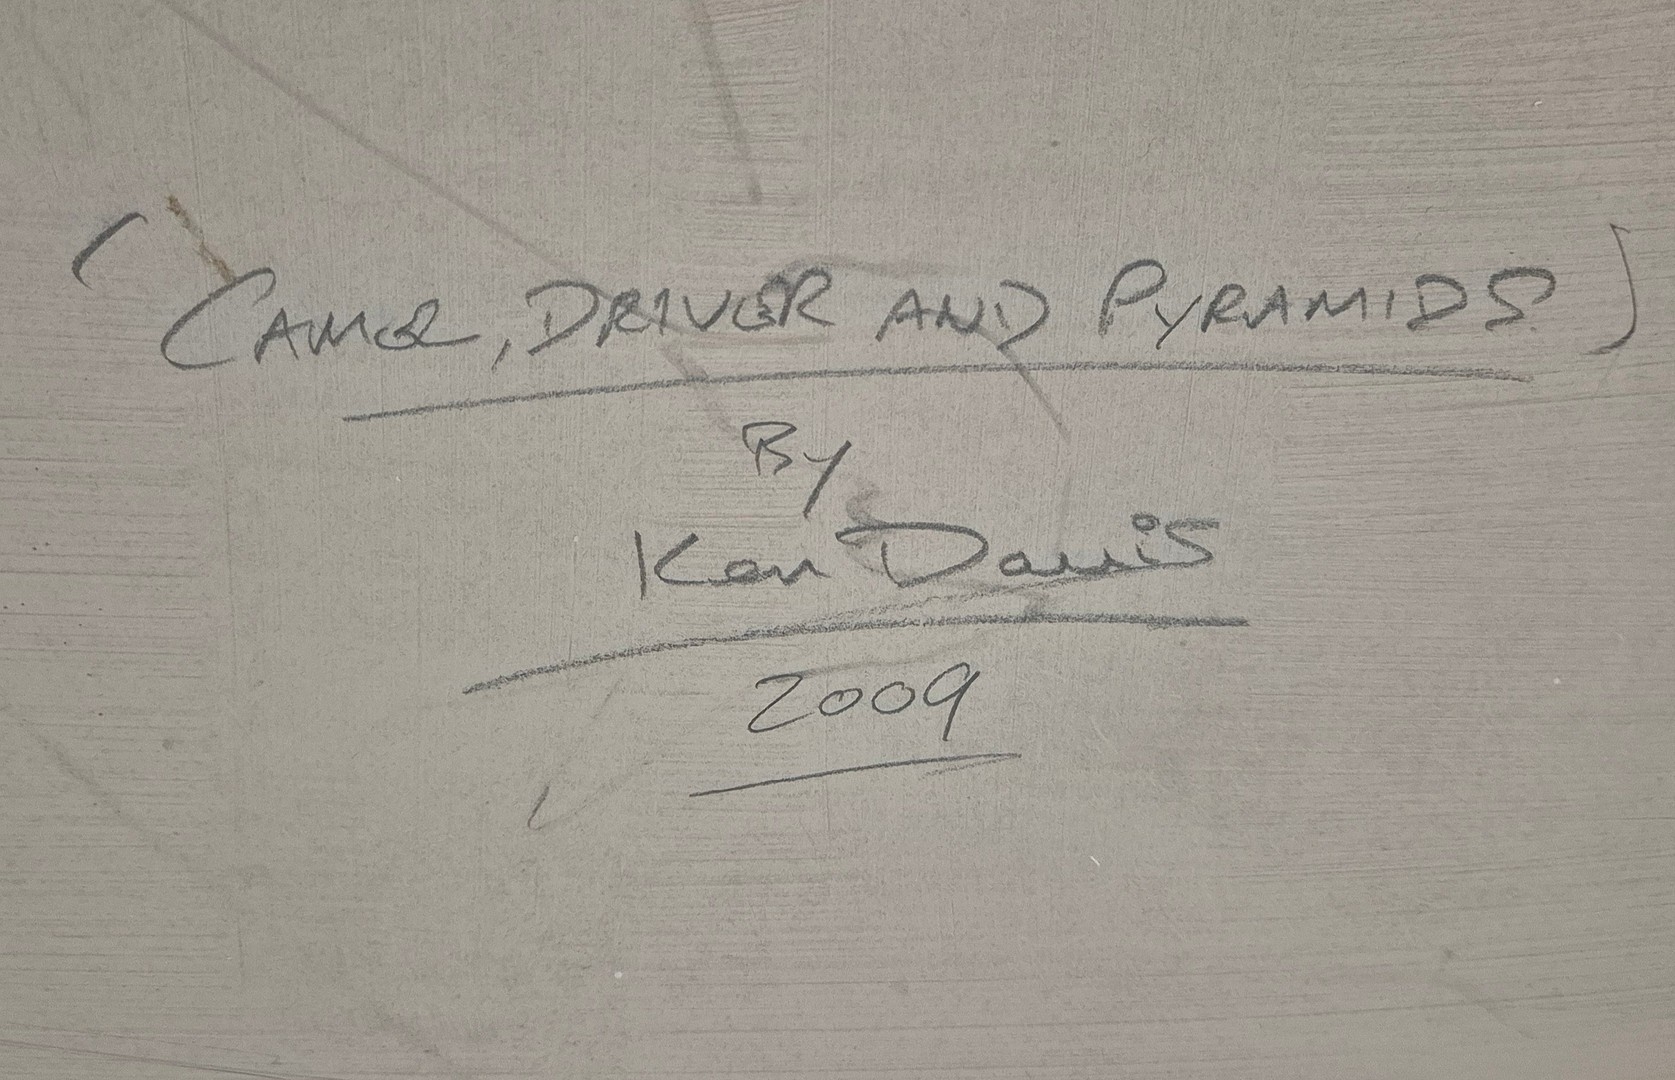 (CAMEL, DRIVER AND PYRAMIDS)
By
Ken Davis
2009